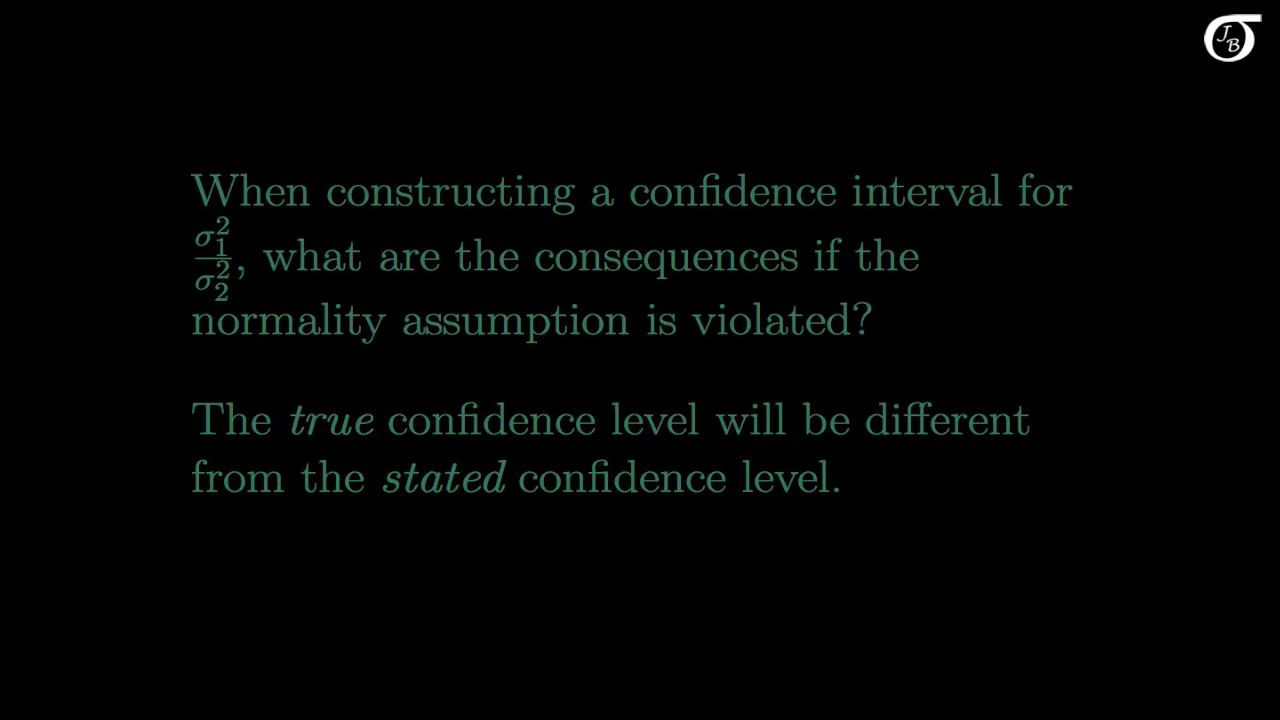 When constructing a confidence interval for
σ₁²/σ₂², what are the consequences if the
normality assumption is violated?
The true confidence level will be different
from the stated confidence level.
JB